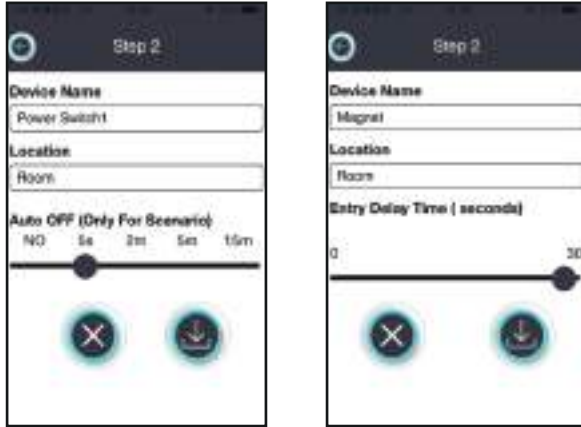 Step 2
Device Name
Power Switch1
Location
Room
Auto OFF (Only For Scenario)
NO 5s 2m 5m 15m
Step 2
Device Name
Magnet
Location
Room
Entry Delay Time ( seconds)
0 30